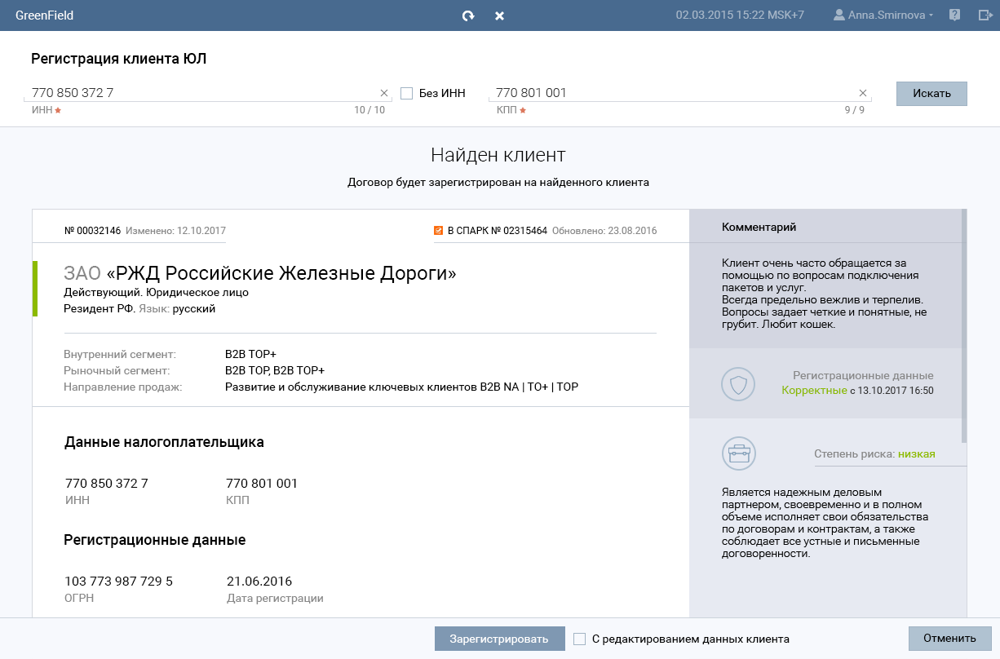 GreenField
02.03.2015 15:22 MSK+7
Anna.Smirnova
?
Регистрация клиента ЮЛ
770 850 372 7
Без ИНН
770 801 001
Искать
ИНН
10 / 10
КПП
9 / 9
Найден клиент
Договор будет зарегистрирован на найденного клиента
№ 00032146 Изменено: 12.10.2017
В СПАРК № 02315464 Обновлено: 23.08.2016
ЗАО «РЖД Российские Железные Дороги»
Действующий. Юридическое лицо
Резидент РФ. Язык: русский
Внутренний сегмент: B2B TOP+
Рыночный сегмент: B2B TOP, B2B TOP+
Направление продаж: Развитие и обслуживание ключевых клиентов B2B NA | TO+ | TOP
Данные налогоплательщика
770 850 372 7 770 801 001
ИНН КПП
Регистрационные данные
103 773 987 729 5 21.06.2016
ОГРН Дата регистрации
Комментарий
Клиент очень часто обращается за
помощью по вопросам подключения
пакетов и услуг.
Всегда предельно вежлив и терпелив.
Вопросы задает четкие и понятные, не
грубит. Любит кошек.
Регистрационные данные
Корректные с 13.10.2017 16:50
Степень риска: низкая
Является надежным деловым
партнером, своевременно и в полном
объеме исполняет свои обязательства
по договорам и контрактам, а также
соблюдает все устные и письменные
договоренности.
Зарегистрировать
С редактированием данных клиента
Отменить